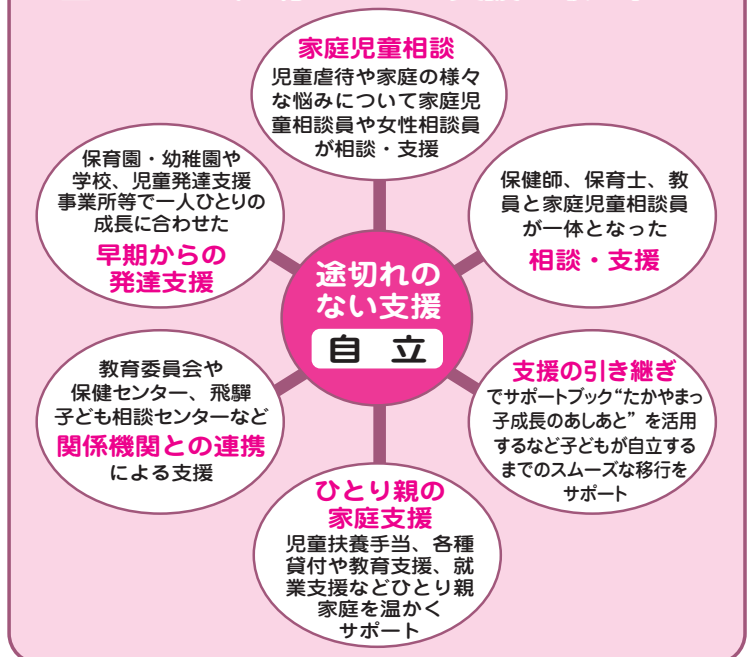 家庭児童相談
児童虐待や家庭の様々
な悩みについて家庭児
童相談員や女性相談員
が相談・支援
保育園・幼稚園や
学校、児童発達支援
事業所等で一人ひとりの
成長に合わせた
早期からの
発達支援
保健師、保育士、教
員と家庭児童相談員
が一体となった
相談・支援
途切れの
ない支援
自 立
教育委員会や
保健センター、飛騨
子ども相談センターなど
関係機関との連携
による支援
支援の引き継ぎ
でサポートブック“たかやまっ
子成長のあしあと”を活用
するなど子どもが自立する
までのスムーズな移行を
サポート
ひとり親の
家庭支援
児童扶養手当、各種
貸付や教育支援、就
業支援などひとり親
家庭を温かく
サポート